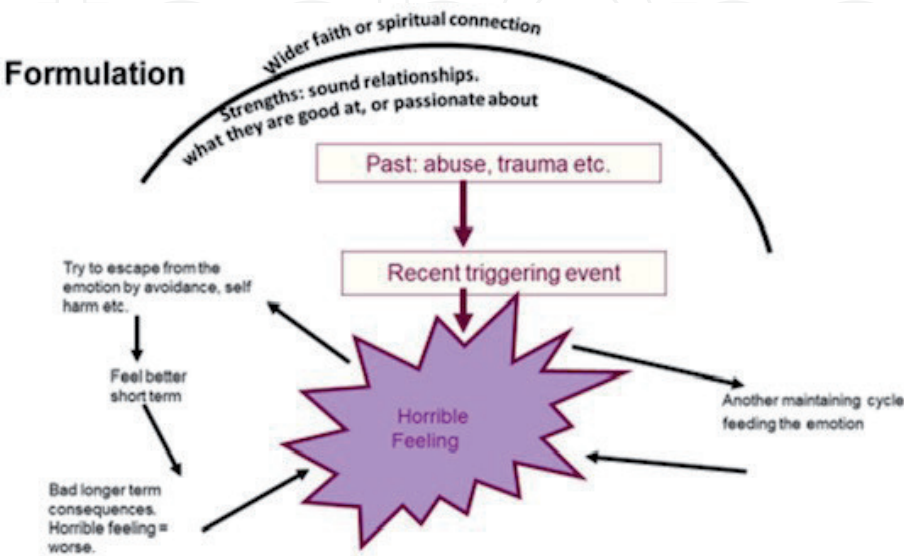 Formulation
Wider faith or spiritual connection
Strengths: sound relationships.
what they are good at, or passionate about
Past: abuse, trauma etc.
Recent triggering event
Try to escape from the
emotion by avoidance, self
harm etc.
Feel better
short term
Horrible
Feeling
Another maintaining cycle
feeding the emotion
Bad longer term
consequences.
Horrible feeling =
worse.